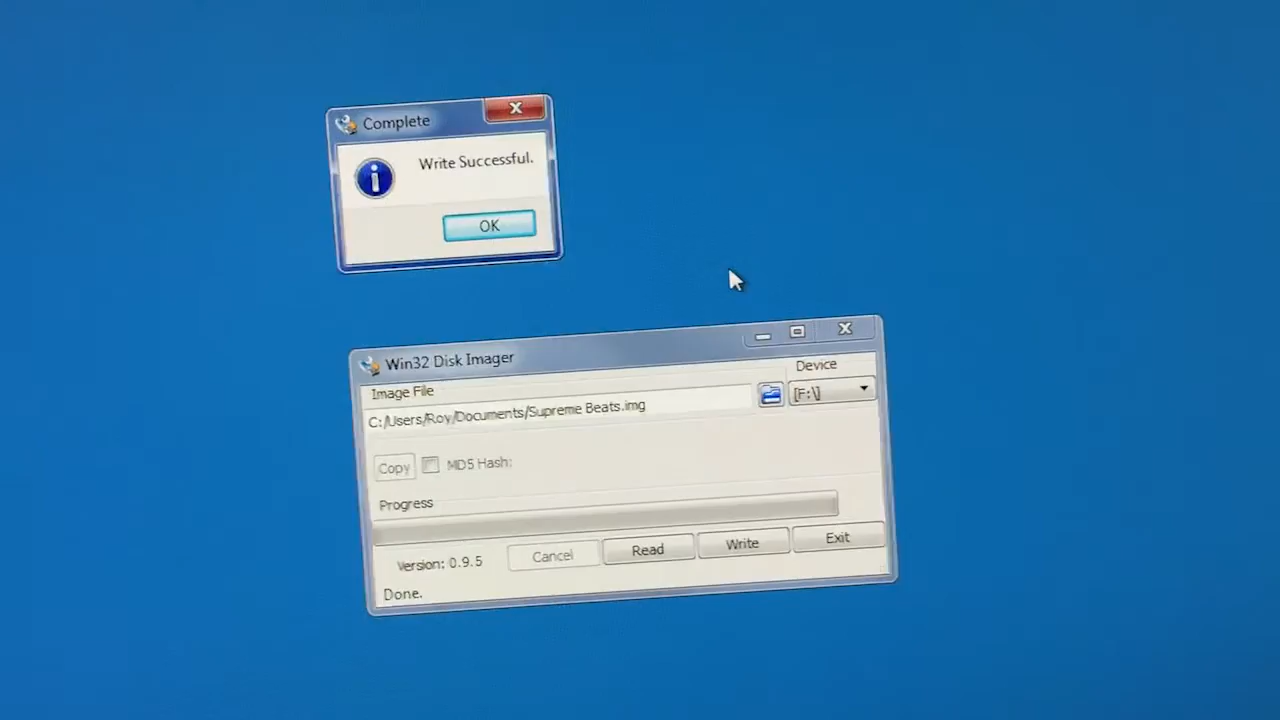 Complete
Write Successful.
OK
Win32 Disk Imager
Image File
Device
C:/Users/Roy/Documents/Supreme Beats.img
[F:\]
Copy
MD5 Hash:
Progress
Version: 0.9.5
Cancel
Read
Write
Exit
Done.